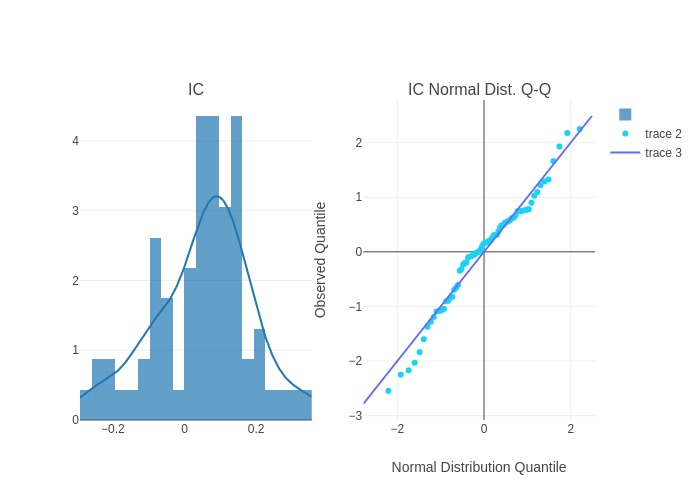 IC
IC Normal Dist. Q-Q
4
3
2
1
0
−0.2
0
0.2
Observed Quantile
2
1
0
−1
−2
−3
−2
0
2
Normal Distribution Quantile
trace 2
trace 3